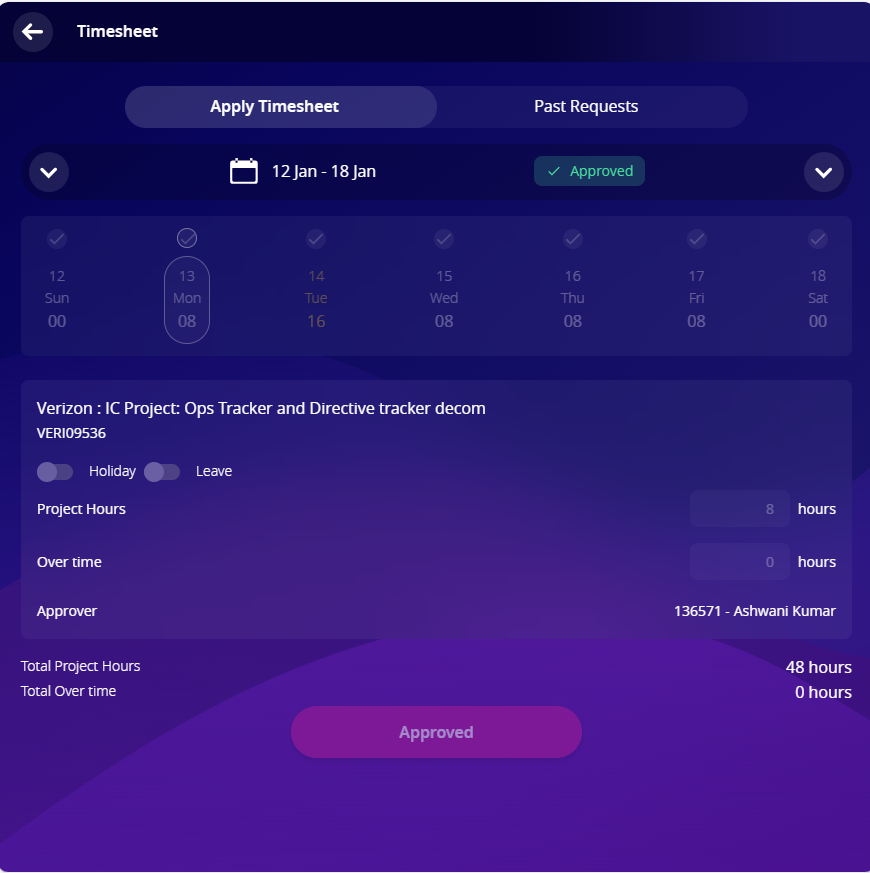 Timesheet
Apply Timesheet Past Requests
12 Jan - 18 Jan Approved
12 13 14 15 16 17 18
Sun Mon Tue Wed Thu Fri Sat
00 08 16 08 08 08 00
Verizon : IC Project: Ops Tracker and Directive tracker decom
VERI09536
Holiday Leave
Project Hours 8 hours
Over time 0 hours
Approver 136571 - Ashwani Kumar
Total Project Hours 48 hours
Total Over time 0 hours
Approved